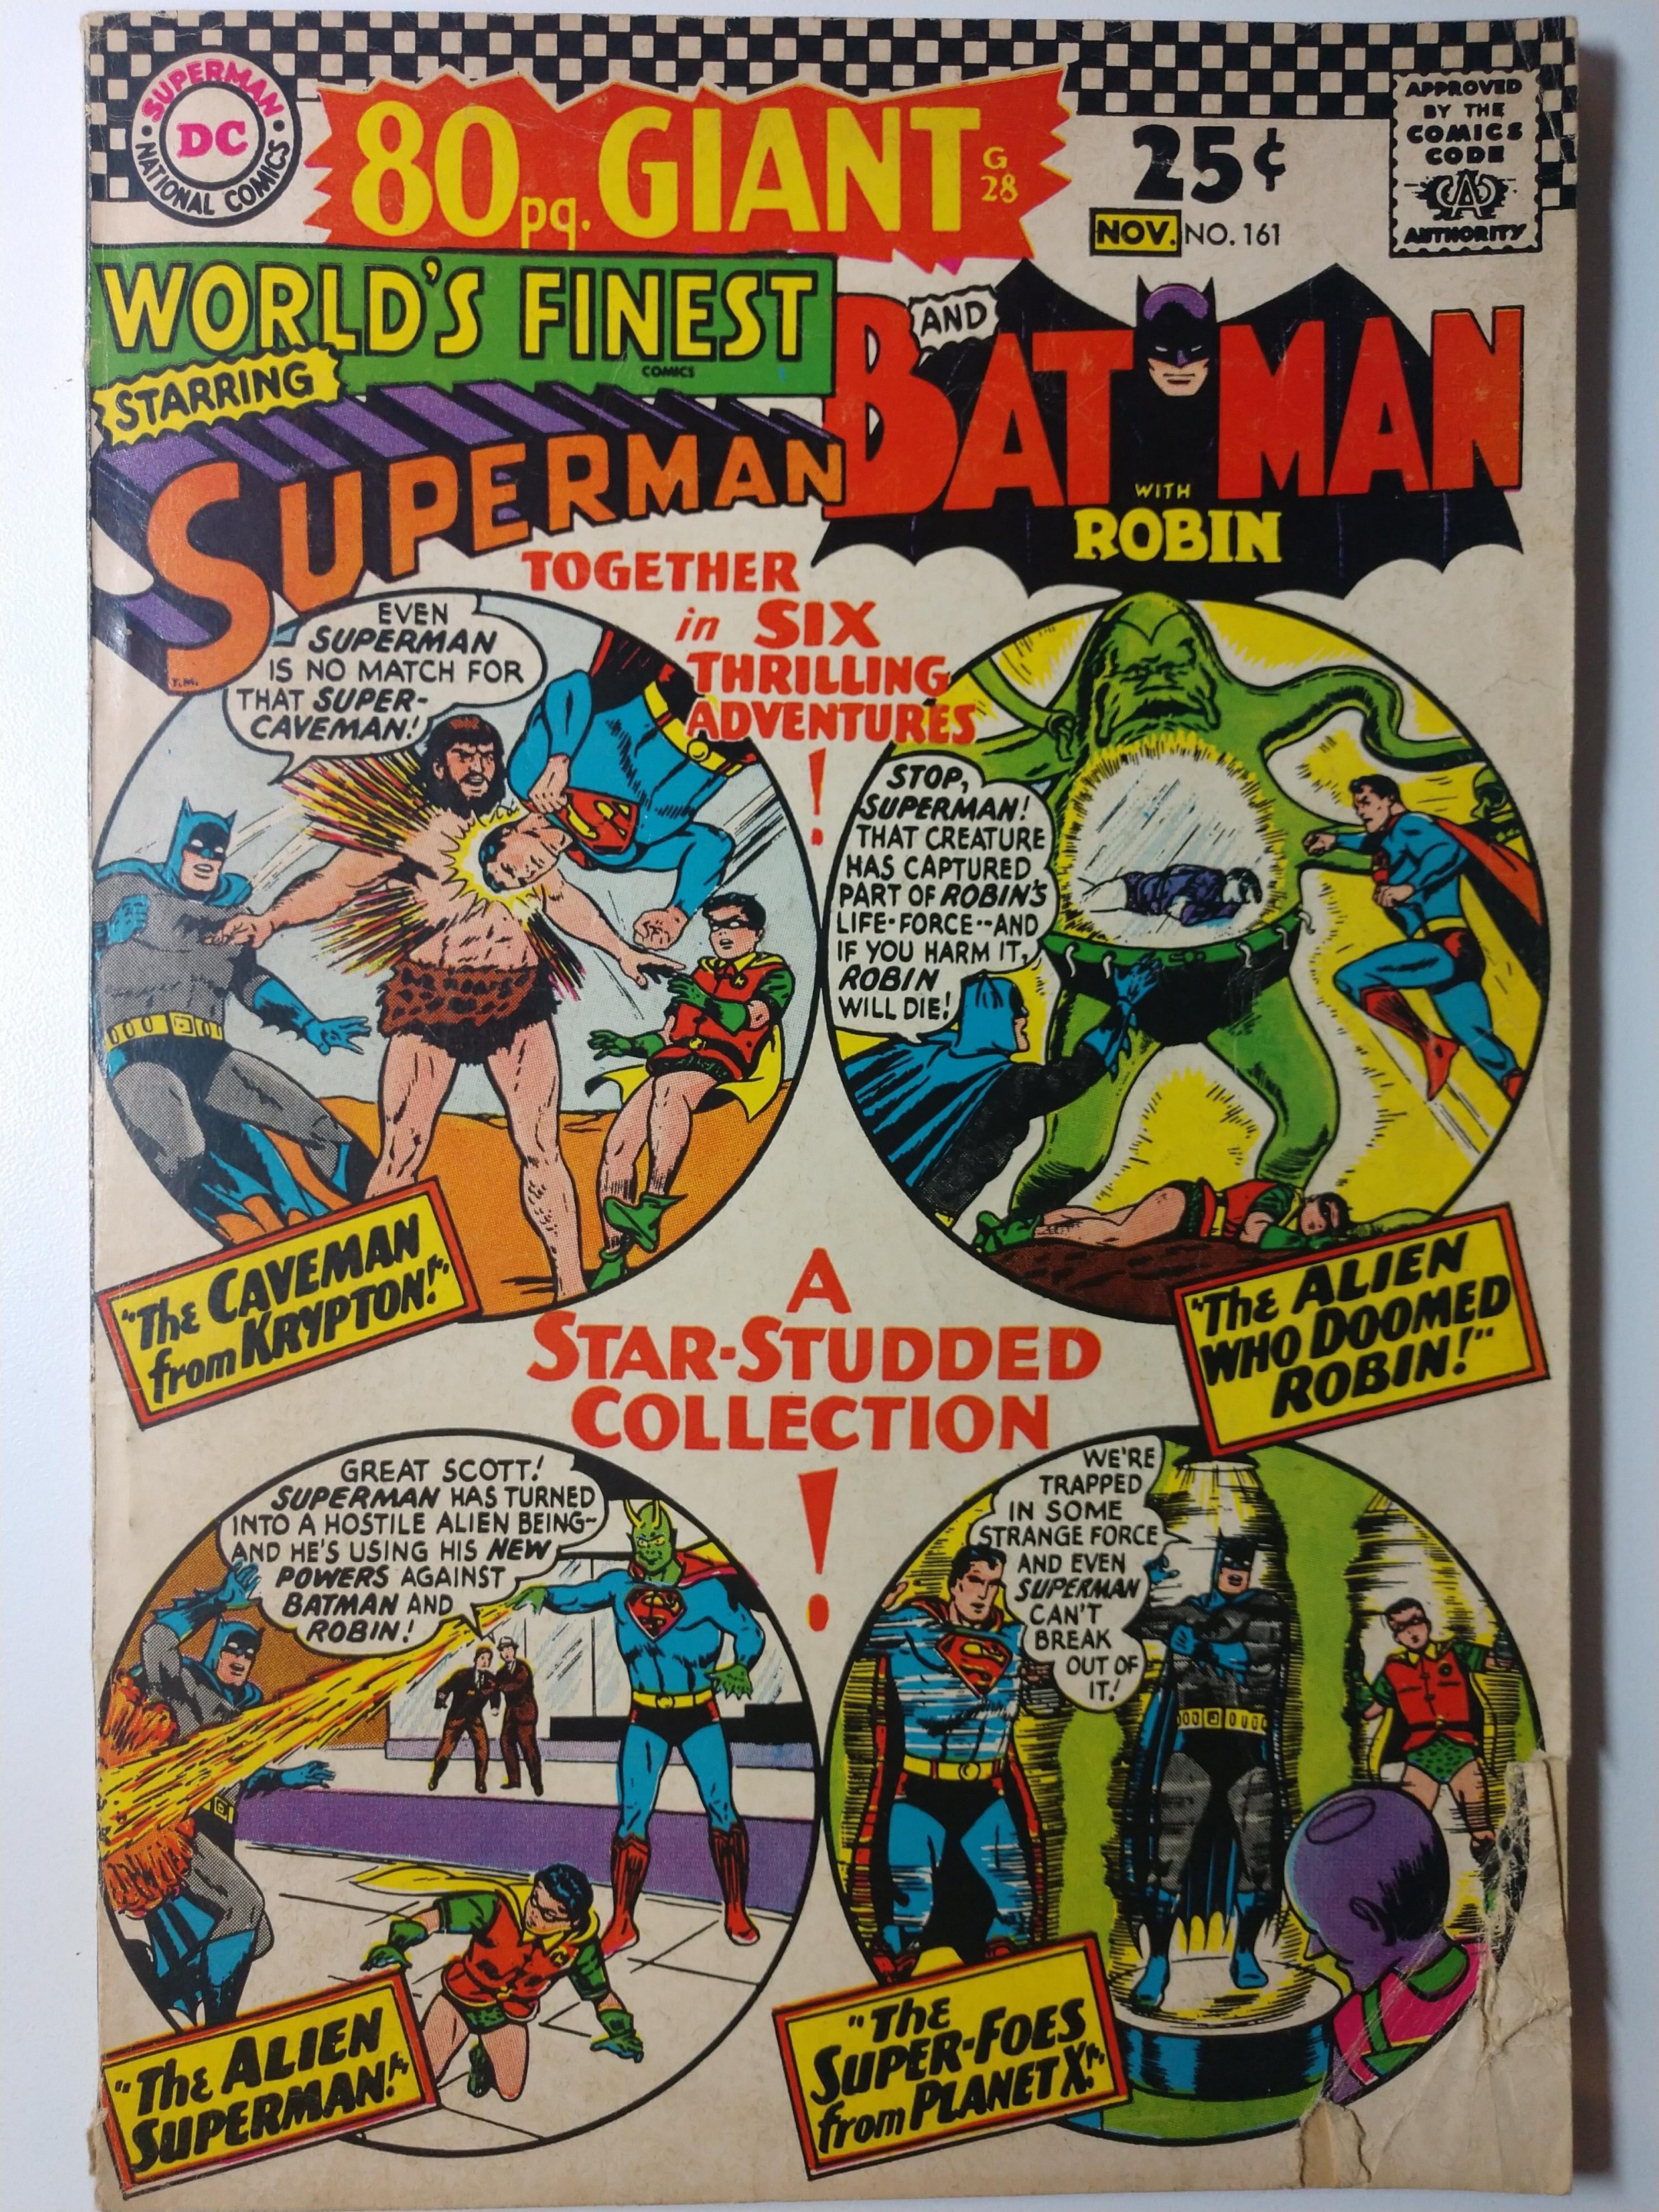 SUPERMAN
DC
NATIONAL COMICS
80 pg. GIANT
G
28
25¢
NOV. NO. 161
APPROVED
BY THE
COMICS
CODE
CA
AUTHORITY
WORLD'S FINEST
COMICS
STARRING
SUPERMAN
T.M.
AND
BATMAN
WITH
ROBIN
TOGETHER
in SIX
THRILLING
ADVENTURES
!
EVEN
SUPERMAN
IS NO MATCH FOR
THAT SUPER-
CAVEMAN!
STOP,
SUPERMAN!
THAT CREATURE
HAS CAPTURED
PART OF ROBIN'S
LIFE-FORCE--AND
IF YOU HARM IT,
ROBIN
WILL DIE!
"The CAVEMAN
from KRYPTON!"
"The ALIEN
WHO DOOMED
ROBIN!"
A
STAR-STUDDED
COLLECTION
!
GREAT SCOTT!
SUPERMAN HAS TURNED
INTO A HOSTILE ALIEN BEING--
AND HE'S USING HIS NEW
POWERS AGAINST
BATMAN AND
ROBIN!
WE'RE
TRAPPED
IN SOME
STRANGE FORCE
AND EVEN
SUPERMAN
CAN'T
BREAK
OUT OF
IT!
"The ALIEN
SUPERMAN!"
"The
SUPER-FOES
from PLANET X!"